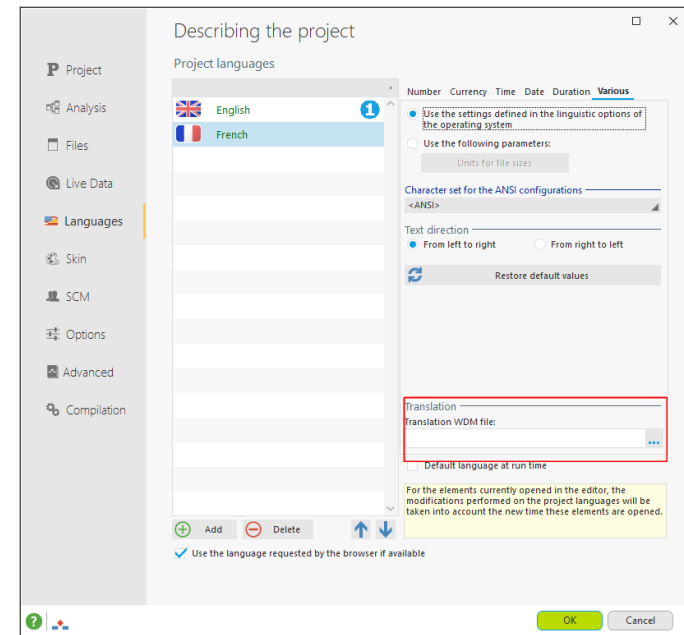 Describing the project
Project languages
Project
Analysis
Files
Live Data
Languages
Skin
SCM
Options
Advanced
Compilation
English
1
French
Add
Delete
Use the language requested by the browser if available
Number Currency Time Date Duration Various
Use the settings defined in the linguistic options of
the operating system
Use the following parameters:
Units for file sizes
Character set for the ANSI configurations
<ANSI>
Text direction
From left to right From right to left
Restore default values
Translation
Translation WDM file:
...
Default language at run time
For the elements currently opened in the editor, the
modifications performed on the project languages will be
taken into account the new time these elements are opened.
?
OK
Cancel